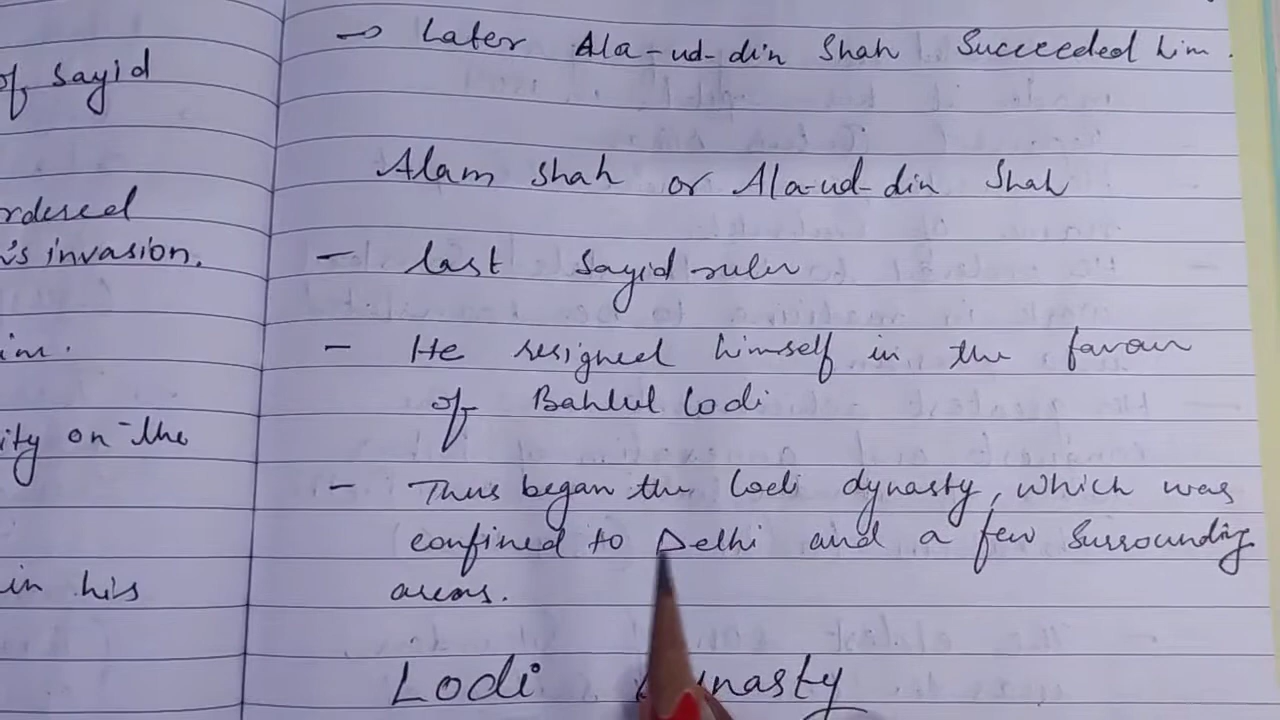 of Sayid
rdered
's invasion.
im.
ity on the
in his
→ Later Ala-ud-din Shah Succeeded him.
Alam Shah or Ala-ud-din Shah
- last Sayid ruler
- He resigned himself in the favour
of Bahlul Lodi
- Thus began the Lodi dynasty, which was
confined to Delhi and a few Surrounding
areas.
Lodi Dynasty